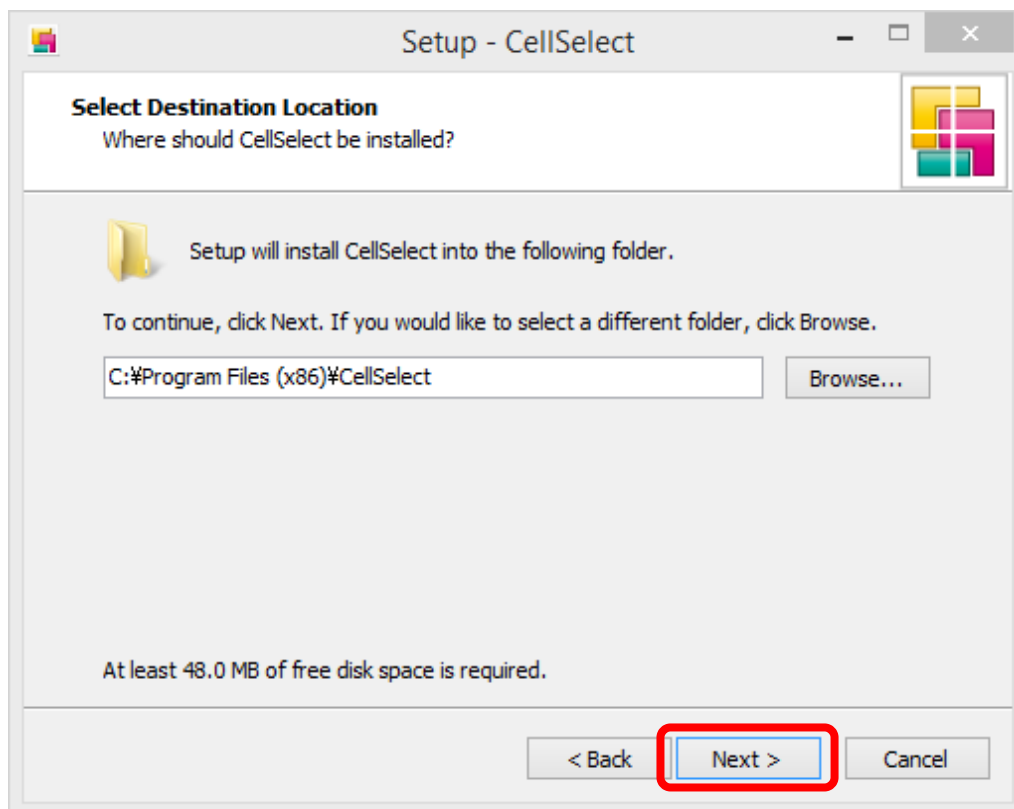 Setup - CellSelect
Select Destination Location
Where should CellSelect be installed?
Setup will install CellSelect into the following folder.
To continue, click Next. If you would like to select a different folder, click Browse.
C:¥Program Files (x86)¥CellSelect
Browse...
At least 48.0 MB of free disk space is required.
< Back
Next >
Cancel